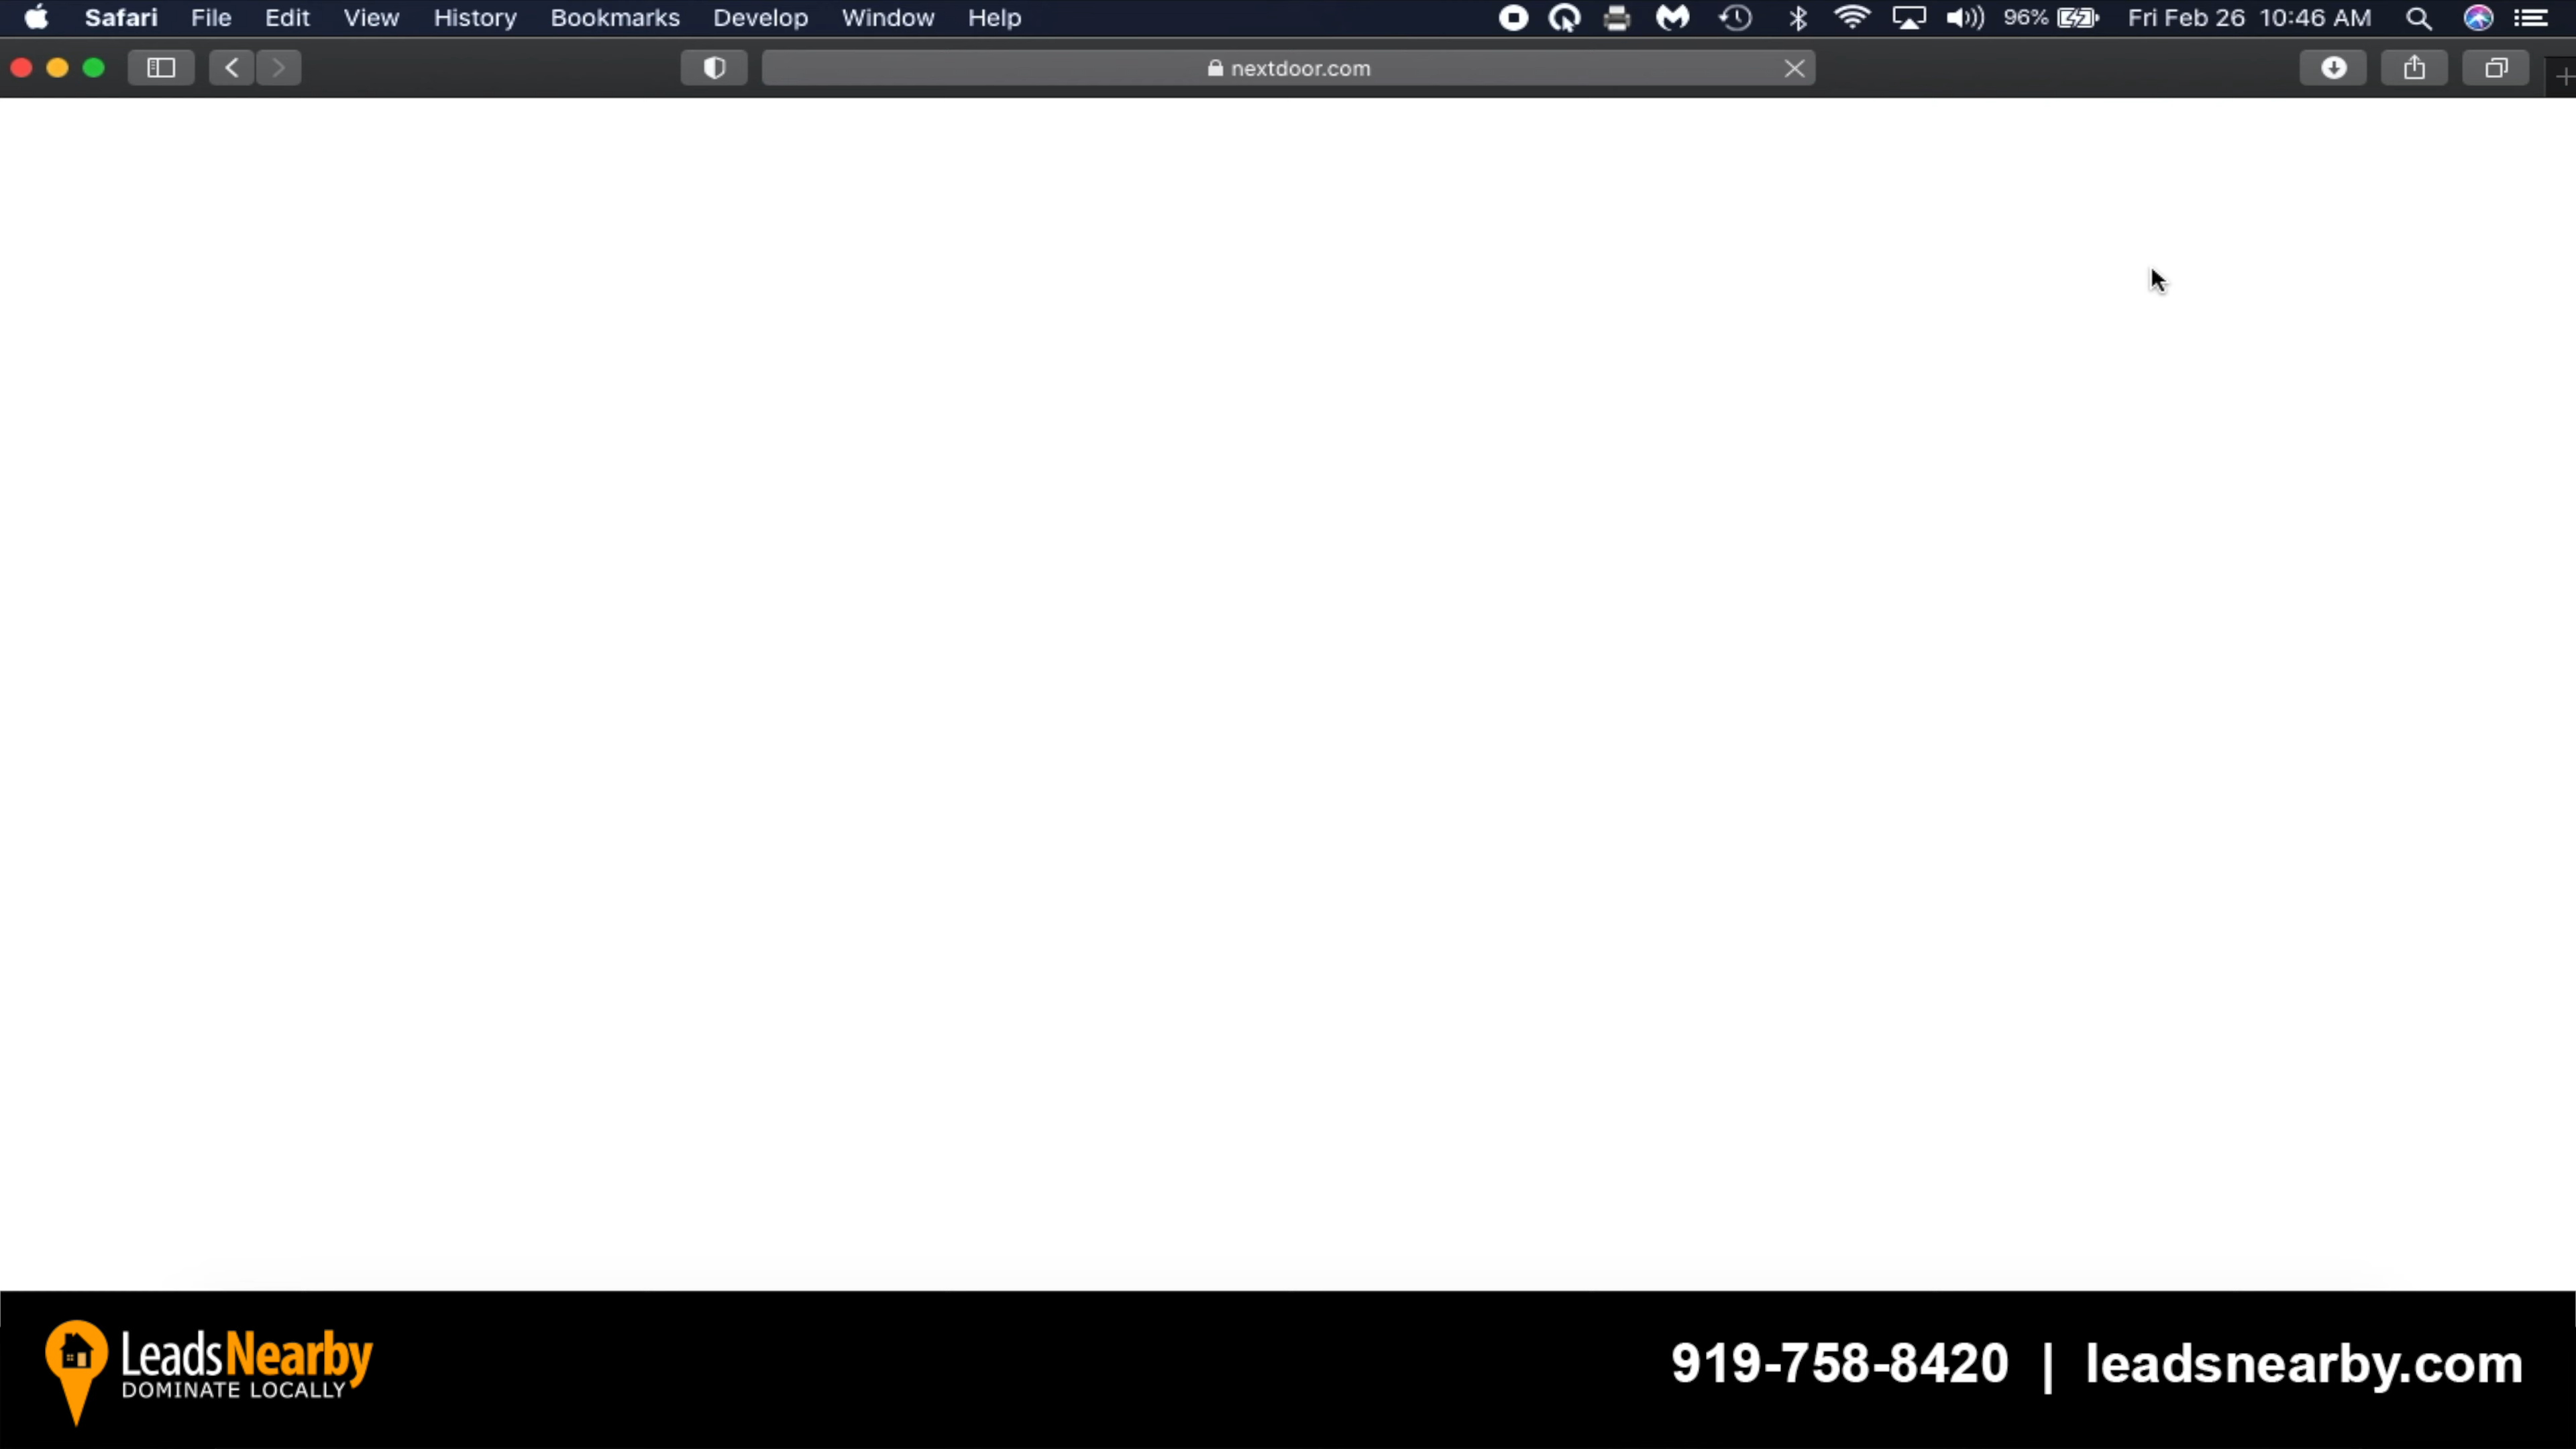 Safari File Edit View History Bookmarks Develop Window Help 96% Fri Feb 26 10:46 AM
nextdoor.com
LeadsNearby
DOMINATE LOCALLY
919-758-8420 | leadsnearby.com